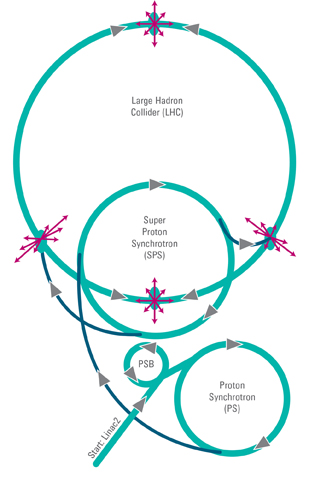 Large Hadron
Collider (LHC)
Super
Proton
Synchrotron
(SPS)
PSB
Proton
Synchrotron
(PS)
Start: Linac2